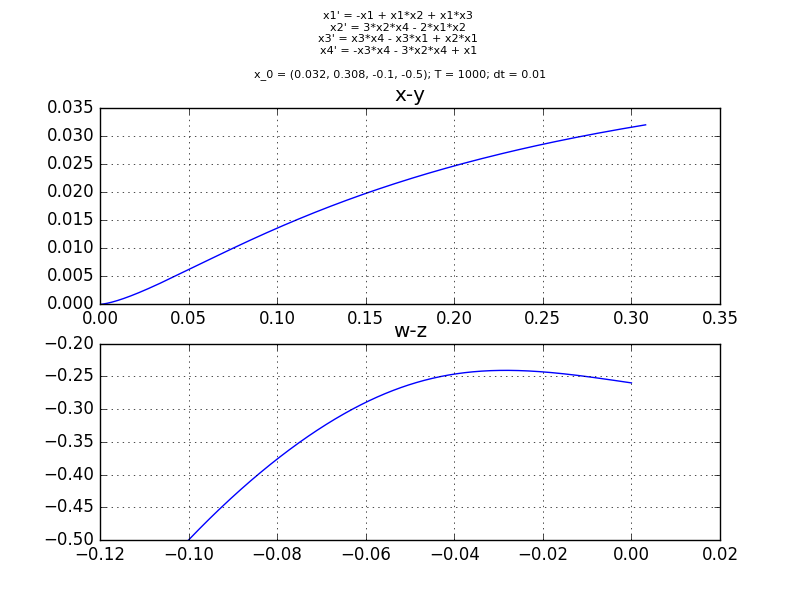 x1' = -x1 + x1*x2 + x1*x3
x2' = 3*x2*x4 - 2*x1*x2
x3' = x3*x4 - x3*x1 + x2*x1
x4' = -x3*x4 - 3*x2*x4 + x1
x_0 = (0.032, 0.308, -0.1, -0.5); T = 1000; dt = 0.01
x-y
0.035
0.030
0.025
0.020
0.015
0.010
0.005
0.000
0.00 0.05 0.10 0.15 0.20 0.25 0.30 0.35
w-z
−0.20
−0.25
−0.30
−0.35
−0.40
−0.45
−0.50
−0.12 −0.10 −0.08 −0.06 −0.04 −0.02 0.00 0.02